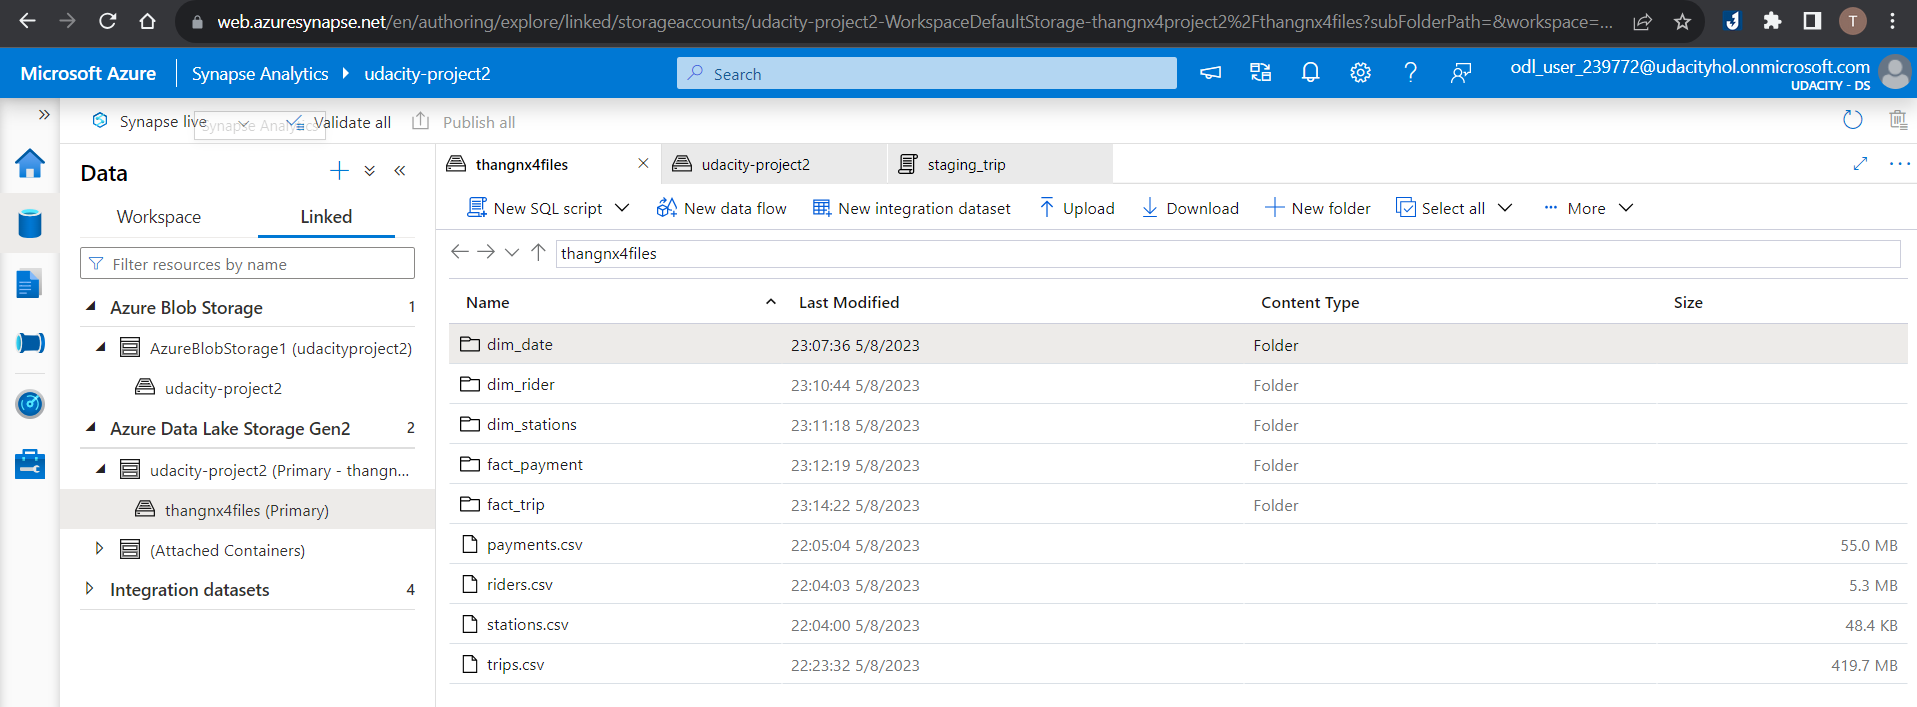 web.azuresynapse.net/en/authoring/explore/linked/storageaccounts/udacity-project2-WorkspaceDefaultStorage-thangnx4project2%2Fthangnx4files?subFolderPath=&workspace=...
T
Microsoft Azure
Synapse Analytics
udacity-project2
Search
odl_user_239772@udacityhol.onmicrosoft.com
UDACITY - DS
Synapse live
Synapse Analytics
Validate all
Publish all
Data
Workspace
Linked
Filter resources by name
Azure Blob Storage 1
AzureBlobStorage1 (udacityproject2)
udacity-project2
Azure Data Lake Storage Gen2 2
udacity-project2 (Primary - thangn...
thangnx4files (Primary)
(Attached Containers)
Integration datasets 4
thangnx4files
udacity-project2
staging_trip
New SQL script
New data flow
New integration dataset
Upload
Download
New folder
Select all
More
thangnx4files
Name Last Modified Content Type Size
dim_date 23:07:36 5/8/2023 Folder
dim_rider 23:10:44 5/8/2023 Folder
dim_stations 23:11:18 5/8/2023 Folder
fact_payment 23:12:19 5/8/2023 Folder
fact_trip 23:14:22 5/8/2023 Folder
payments.csv 22:05:04 5/8/2023 55.0 MB
riders.csv 22:04:03 5/8/2023 5.3 MB
stations.csv 22:04:00 5/8/2023 48.4 KB
trips.csv 22:23:32 5/8/2023 419.7 MB